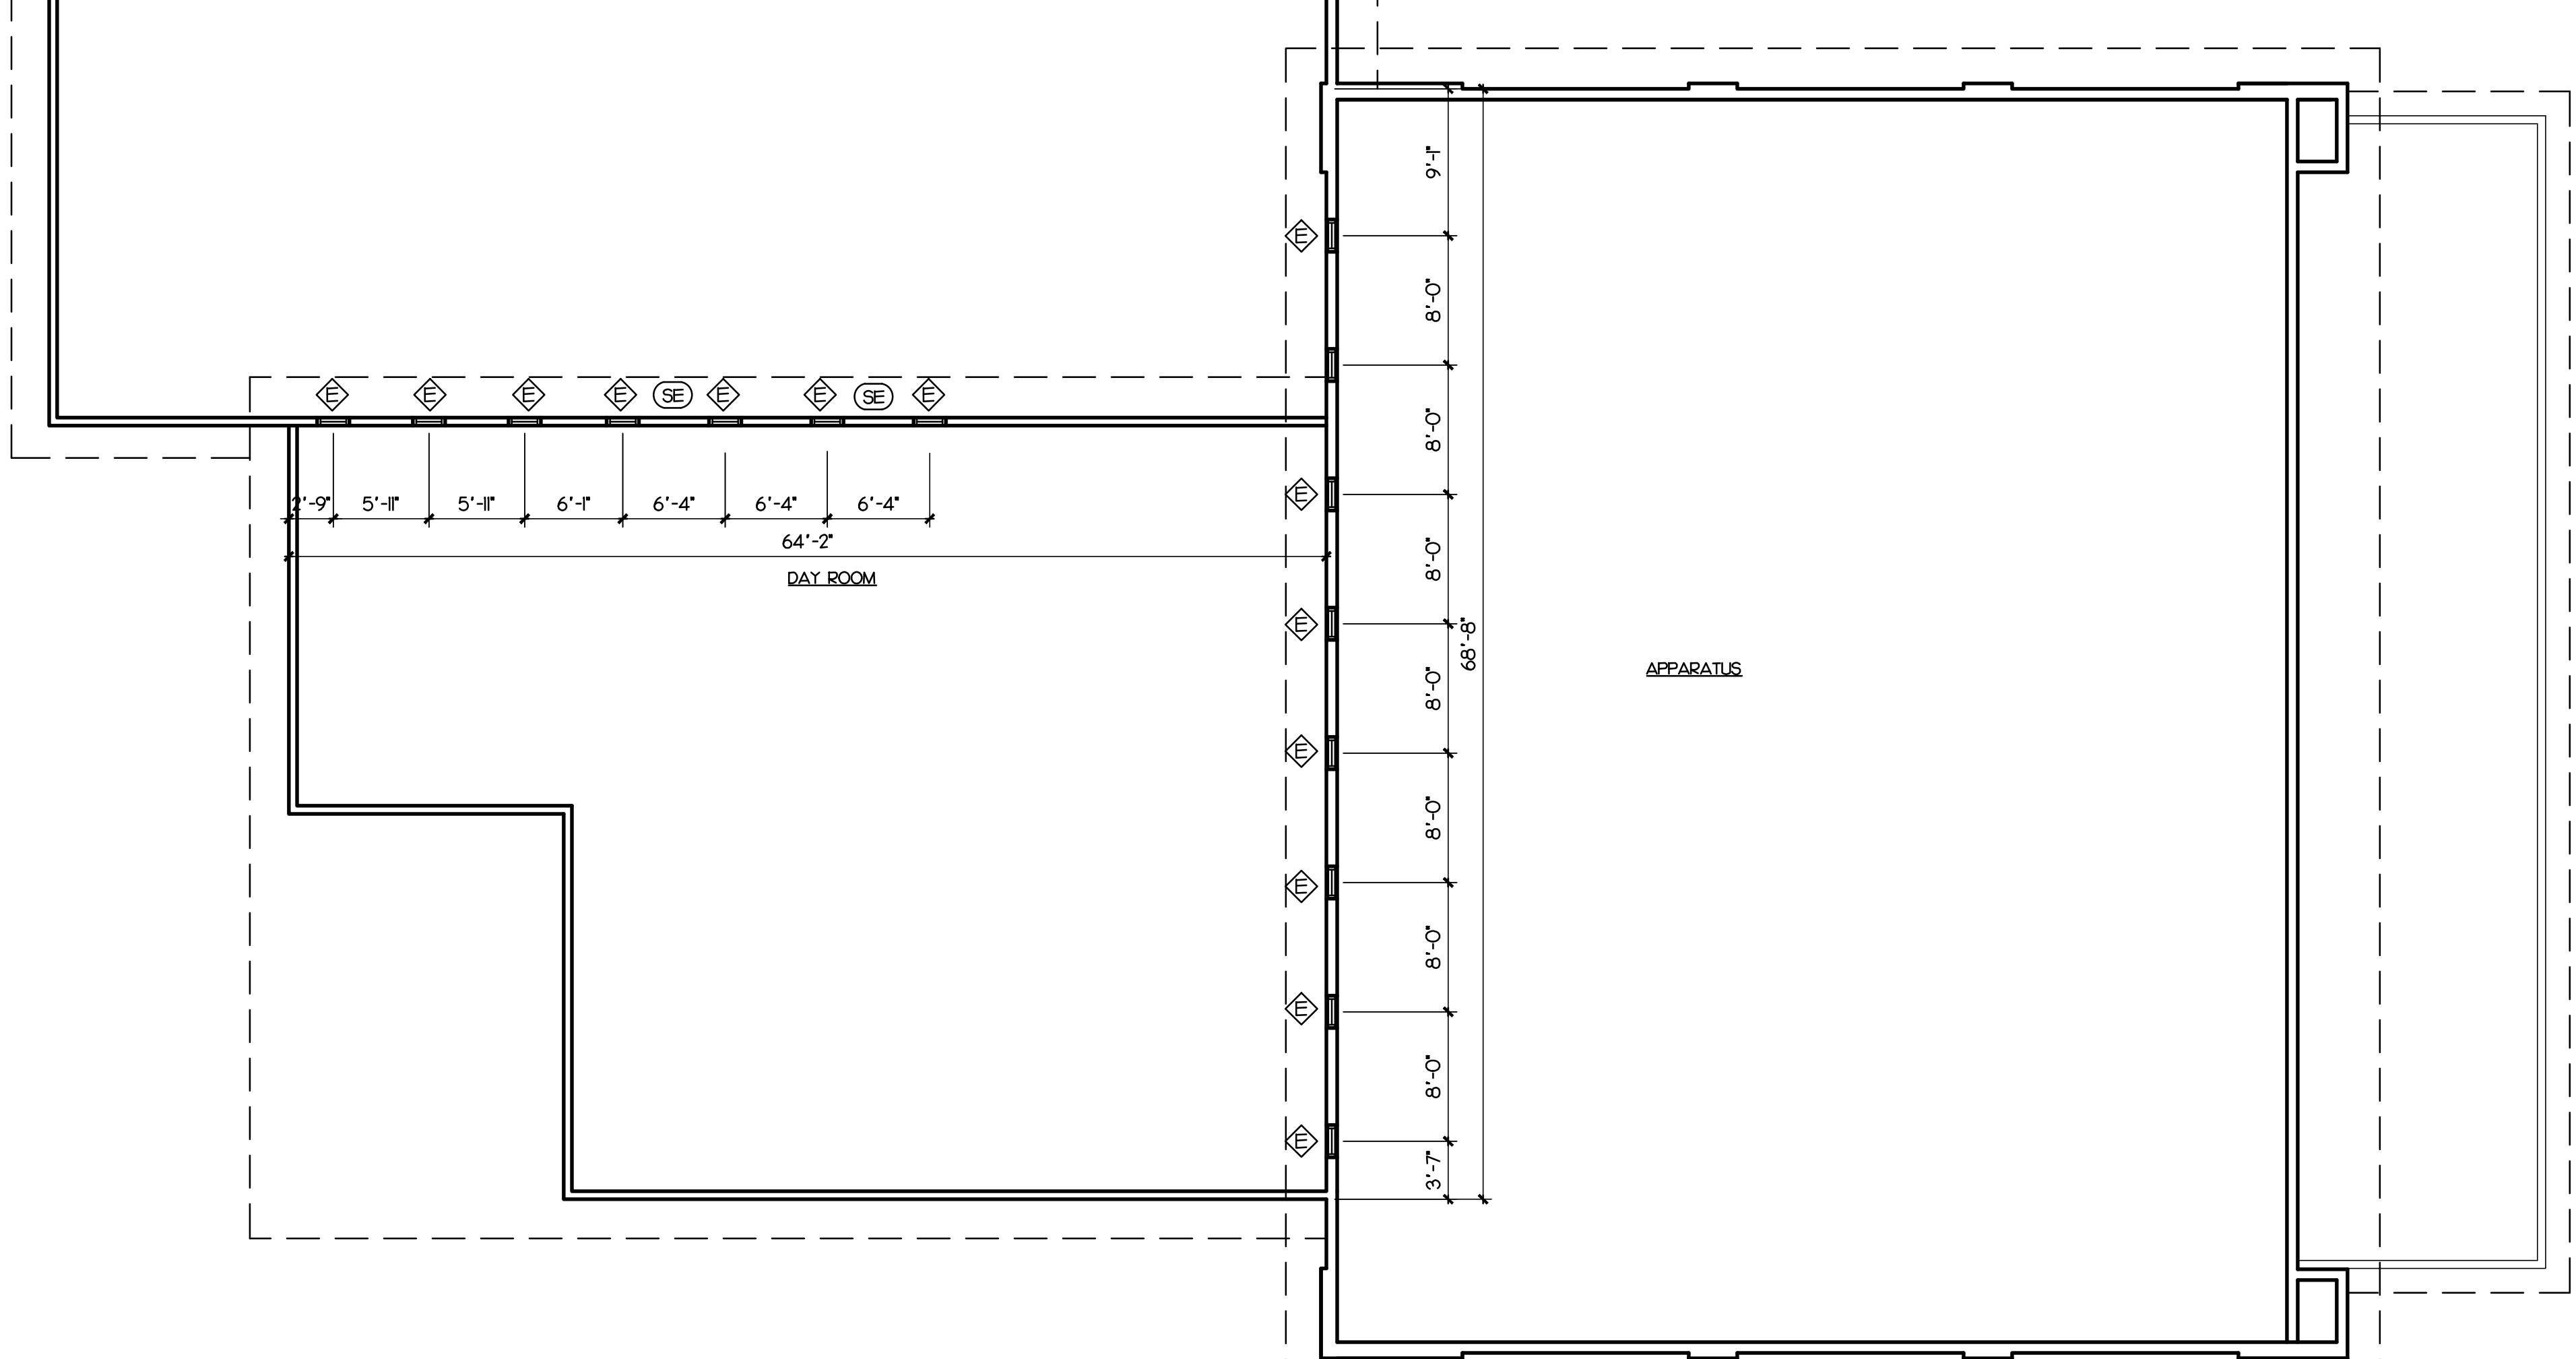 9'-1"
E
8'-0"
E E E E SE E E SE E
8'-0"
E
2'-9" 5'-11" 5'-11" 6'-1" 6'-4" 6'-4" 6'-4"
64'-2"
8'-0"
DAY ROOM
E
68'-8"
APPARATUS
8'-0"
E
8'-0"
E
8'-0"
E
8'-0"
E
3'-7"